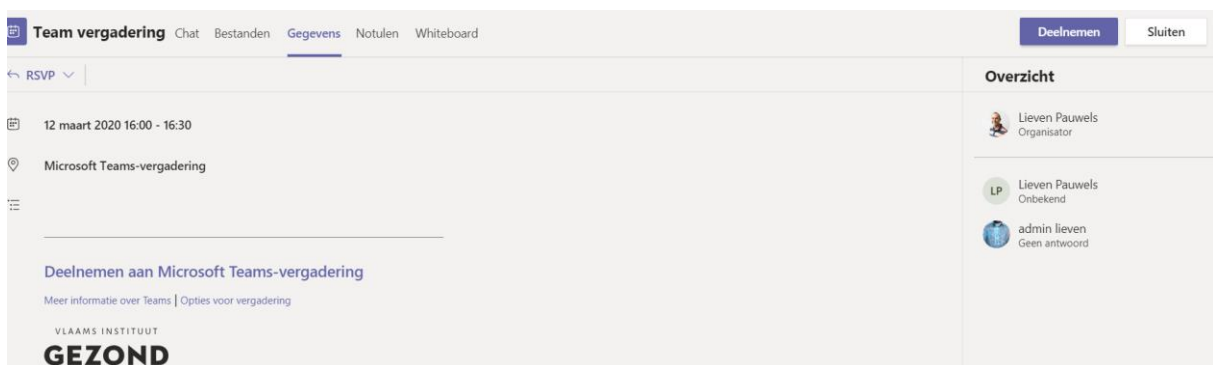 Team vergadering Chat Bestanden Gegevens Notulen Whiteboard Deelnemen Sluiten
RSVP
Overzicht
12 maart 2020 16:00 - 16:30
Microsoft Teams-vergadering
Deelnemen aan Microsoft Teams-vergadering
Meer informatie over Teams | Opties voor vergadering
VLAAMS INSTITUUT
GEZOND
Lieven Pauwels
Organisator
LP
Lieven Pauwels
Onbekend
admin lieven
Geen antwoord